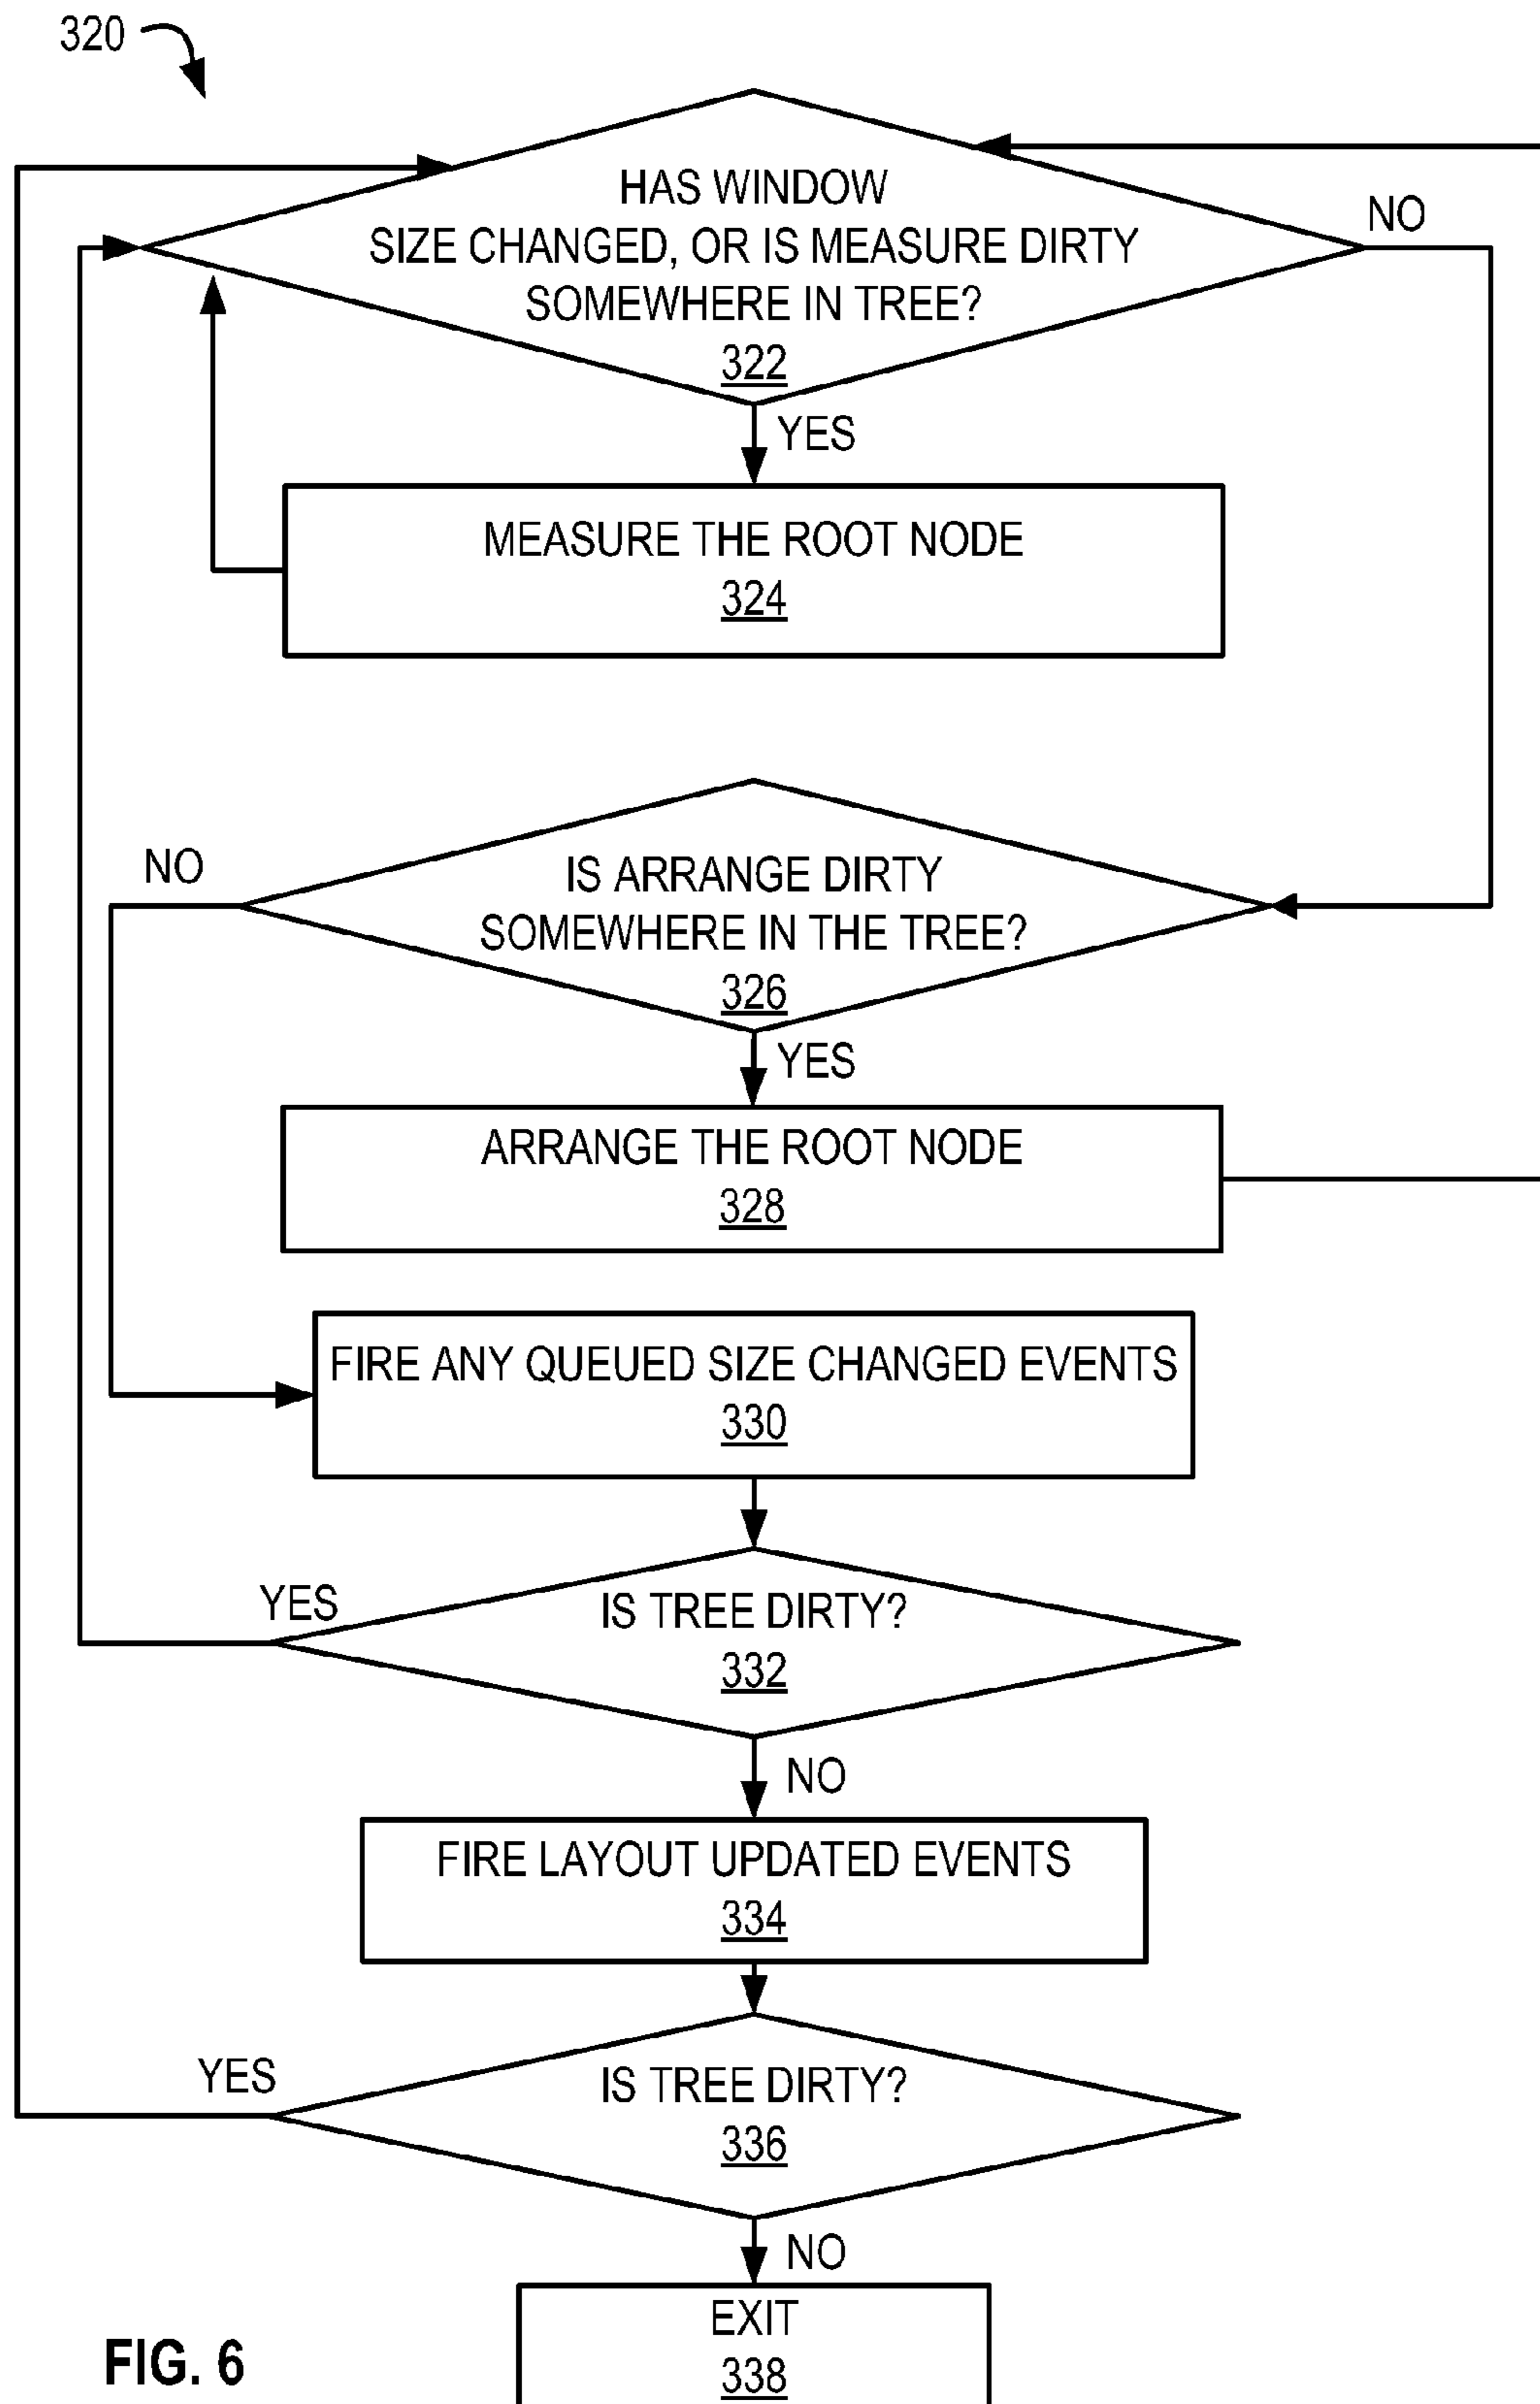 320
HAS WINDOW
SIZE CHANGED, OR IS MEASURE DIRTY
SOMEWHERE IN TREE?
322
NO
YES
MEASURE THE ROOT NODE
324
NO
IS ARRANGE DIRTY
SOMEWHERE IN THE TREE?
326
YES
ARRANGE THE ROOT NODE
328
FIRE ANY QUEUED SIZE CHANGED EVENTS
330
YES
IS TREE DIRTY?
332
NO
FIRE LAYOUT UPDATED EVENTS
334
YES
IS TREE DIRTY?
336
NO
EXIT
338
FIG. 6